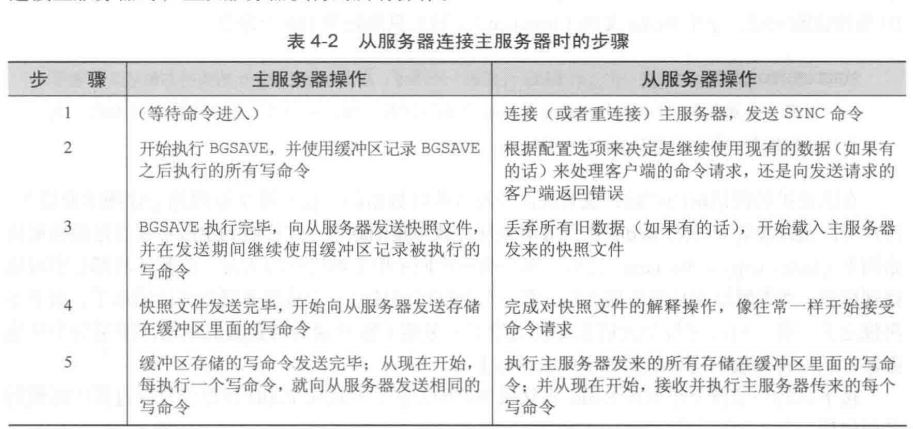 表 4-2 从服务器连接主服务器时的步骤
步 骤 主服务器操作 从服务器操作
1 (等待命令进入) 连接(或者重连接)主服务器,发送 SYNC 命令
2 开始执行 BGSAVE,并使用缓冲区记录 BGSAVE 根据配置选项来决定是继续使用现有的数据(如果有
之后执行的所有写命令 的话)来处理客户端的命令请求,还是向发送请求的
客户端返回错误
3 BGSAVE 执行完毕,向从服务器发送快照文件, 丢弃所有旧数据(如果有的话),开始载入主服务器
并在发送期间继续使用缓冲区记录被执行的 发来的快照文件
写命令
4 快照文件发送完毕,开始向从服务器发送存储 完成对快照文件的解释操作,像往常一样开始接受
在缓冲区里面的写命令 命令请求
5 缓冲区存储的写命令发送完毕;从现在开始, 执行主服务器发来的所有存储在缓冲区里面的写命
每执行一个写命令,就向从服务器发送相同的 令;并从现在开始,接收并执行主服务器传来的每个
写命令 写命令